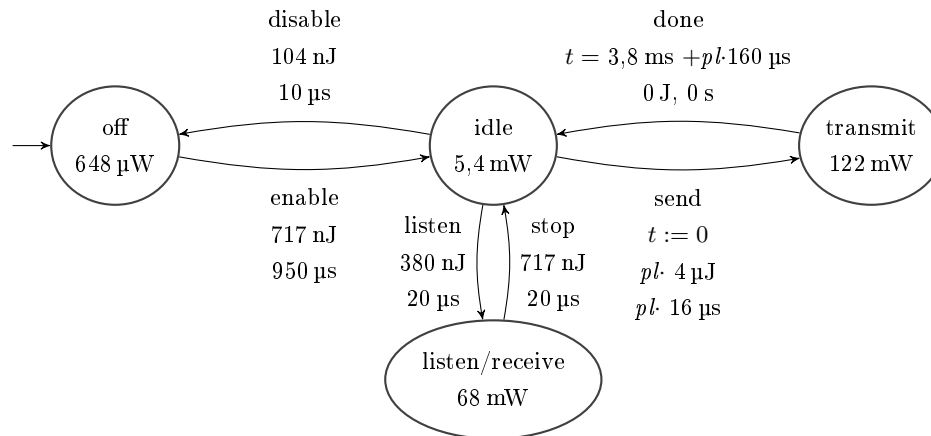 disable
104 nJ
10 µs
done
t = 3,8 ms +pl·160 µs
0 J, 0 s
off
648 µW
idle
5,4 mW
transmit
122 mW
enable
717 nJ
950 µs
listen
380 nJ
20 µs
stop
717 nJ
20 µs
send
t := 0
pl· 4 µJ
pl· 16 µs
listen/receive
68 mW